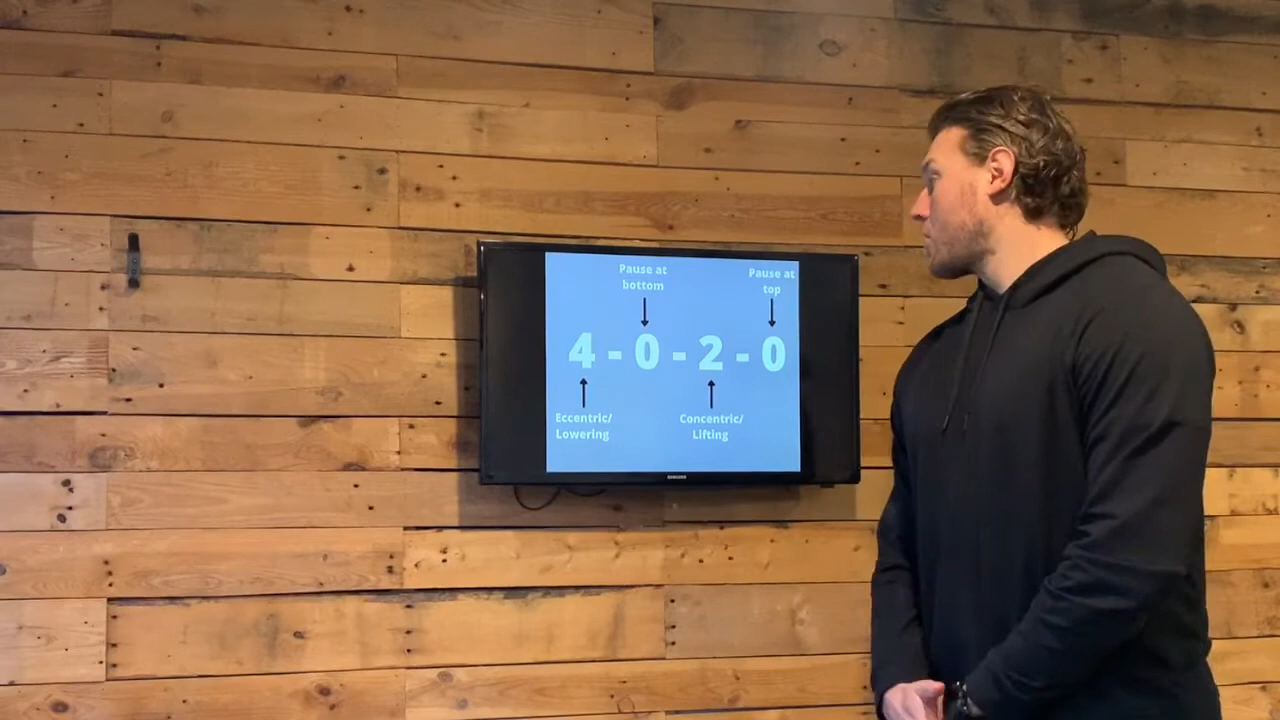 Pause at
bottom
Pause at
top
4 - 0 - 2 - 0
Eccentric/
Lowering
Concentric/
Lifting
SAMSUNG